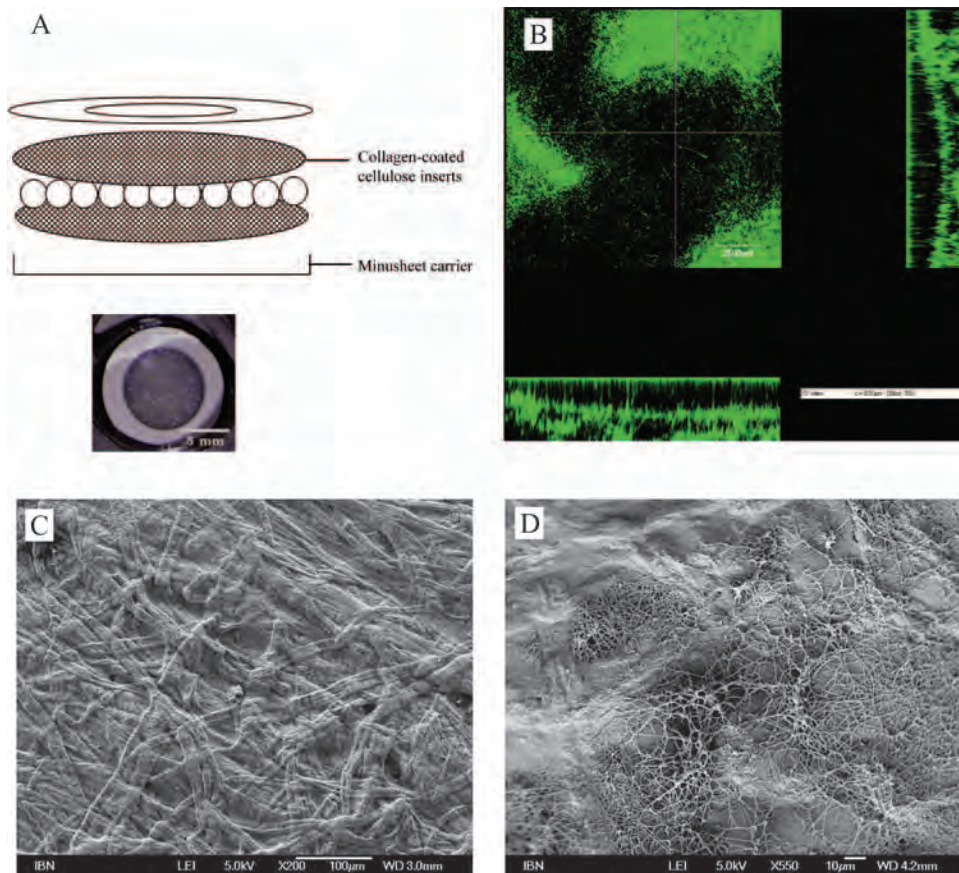 A
Collagen-coated
cellulose inserts
Minusheet carrier
5 mm
B
C
IBN
LEI
5.0kV
X200
100µm
WD 3.0mm
D
IBN
LEI
5.0kV
X550
10µm
WD 4.2mm